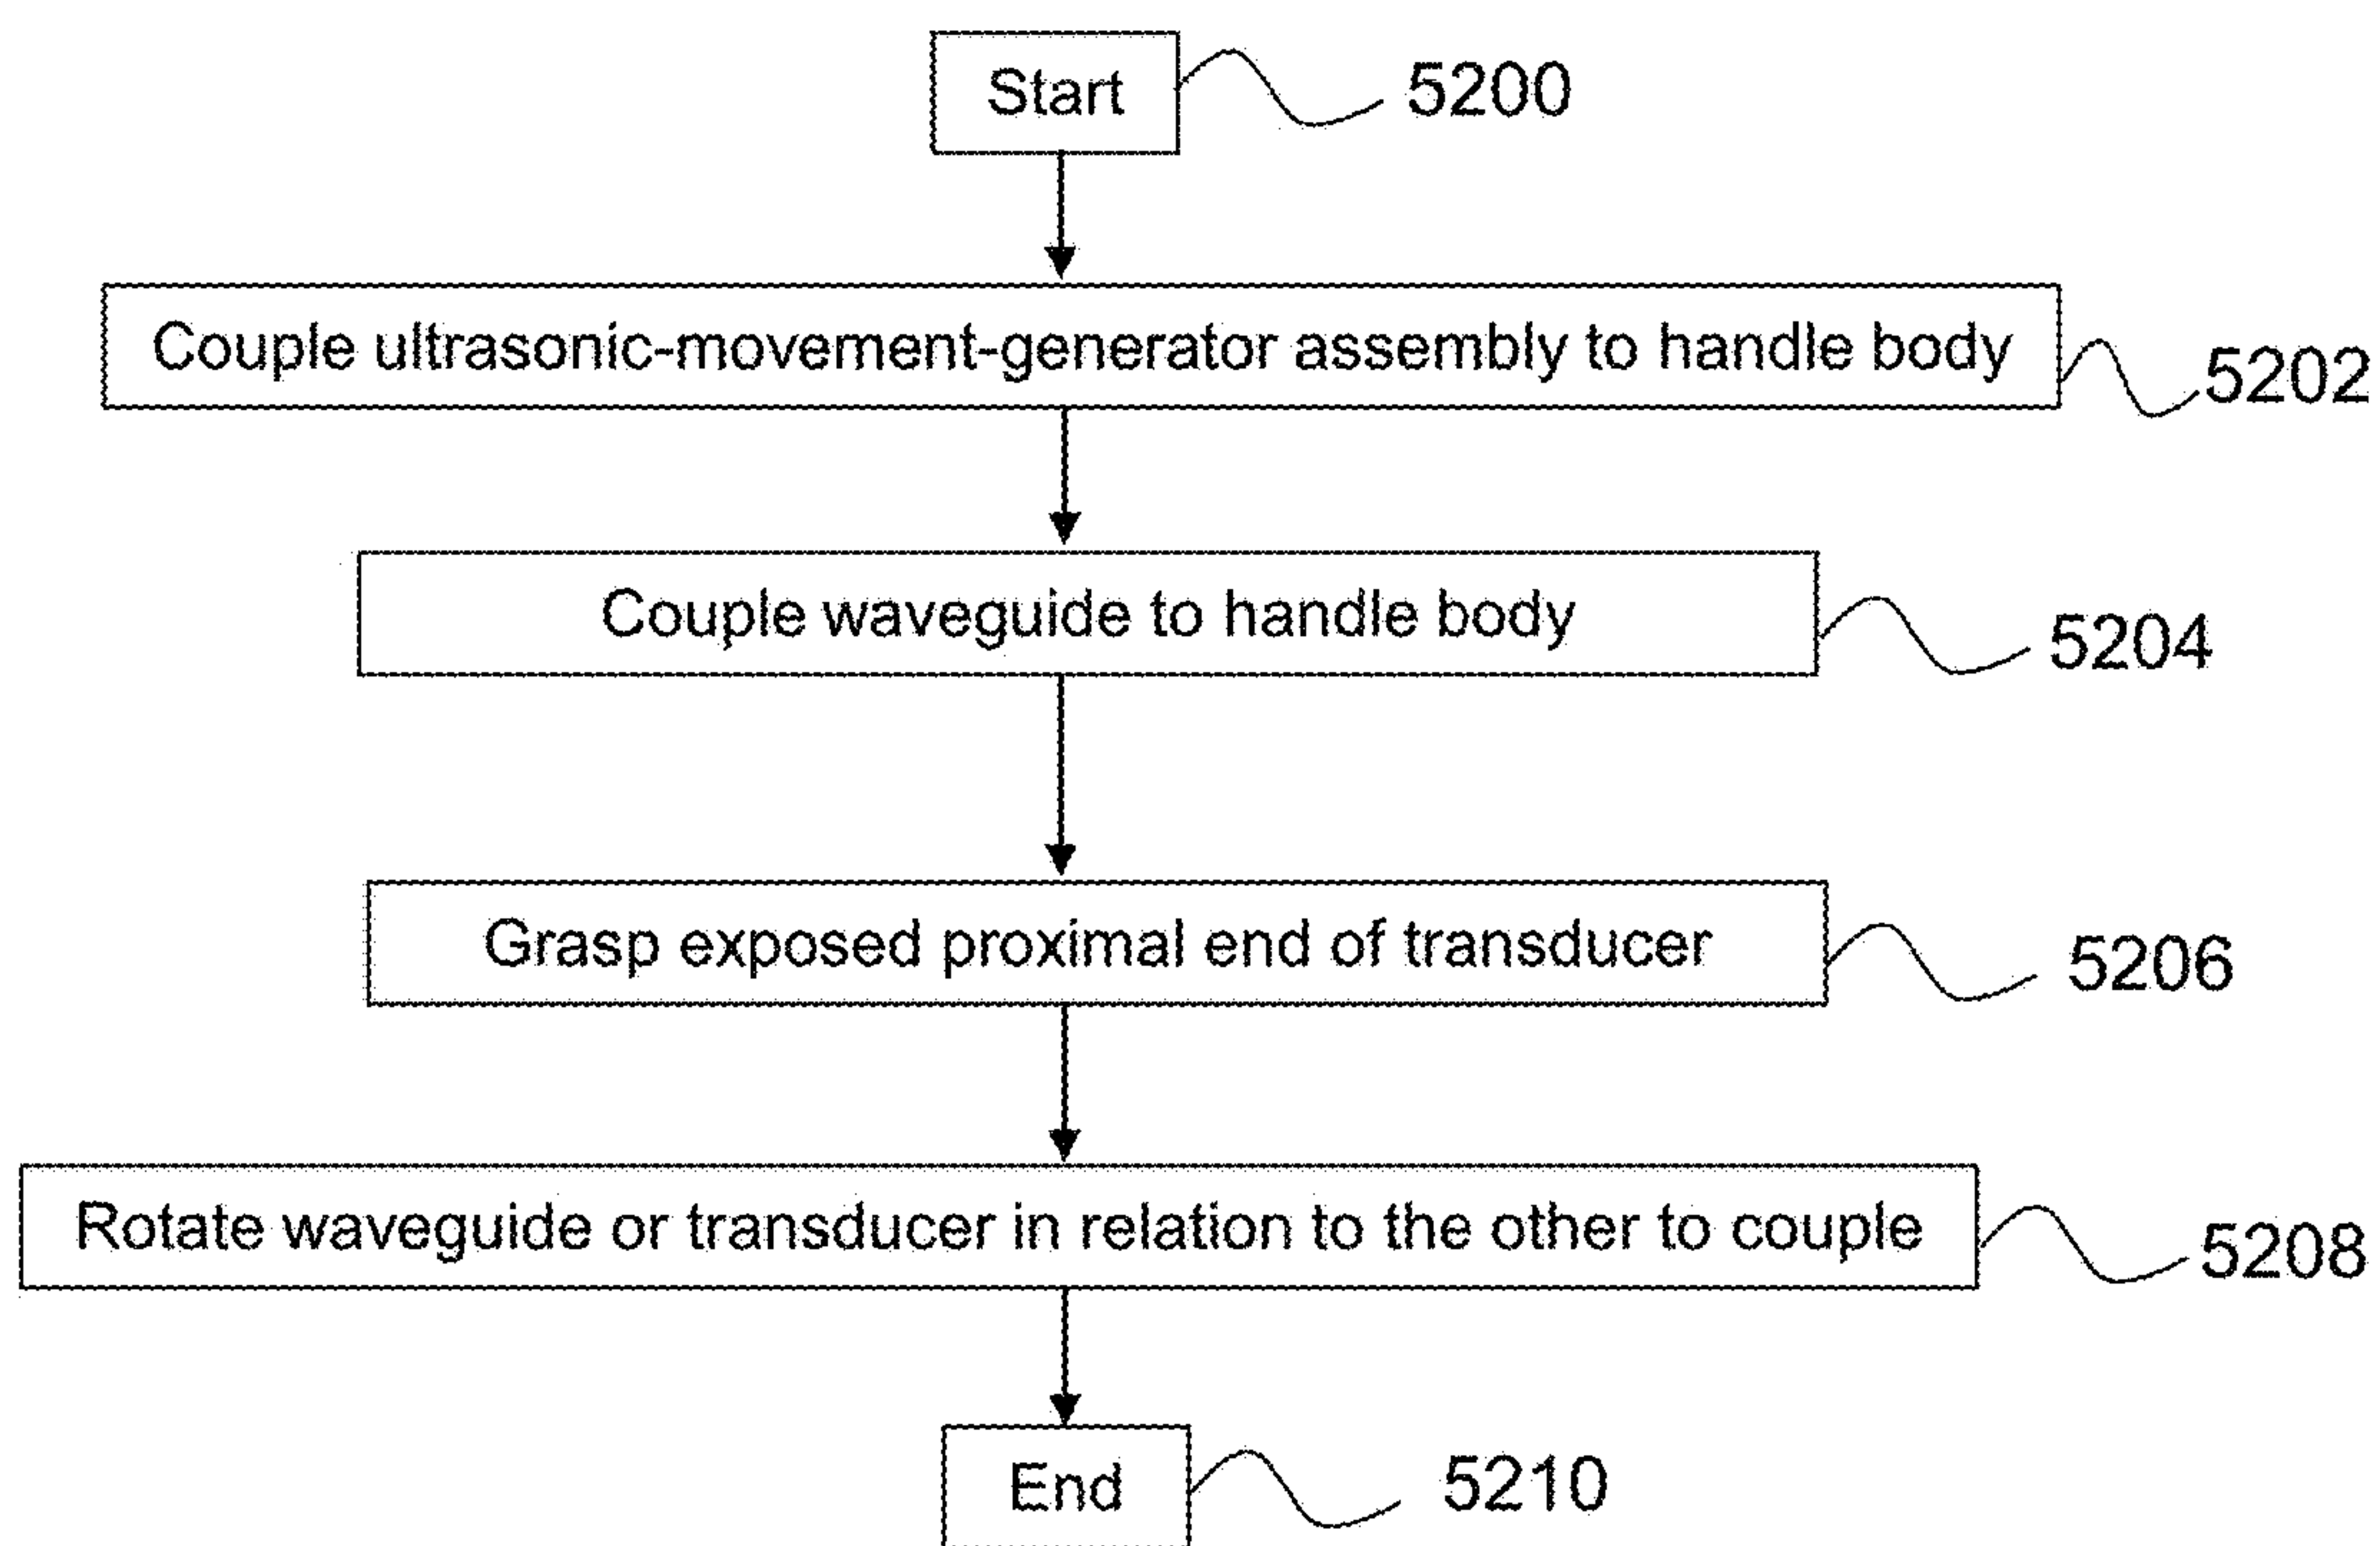 Start 5200
Couple ultrasonic-movement-generator assembly to handle body 5202
Couple waveguide to handle body 5204
Grasp exposed proximal end of transducer 5206
Rotate waveguide or transducer in relation to the other to couple 5208
End 5210